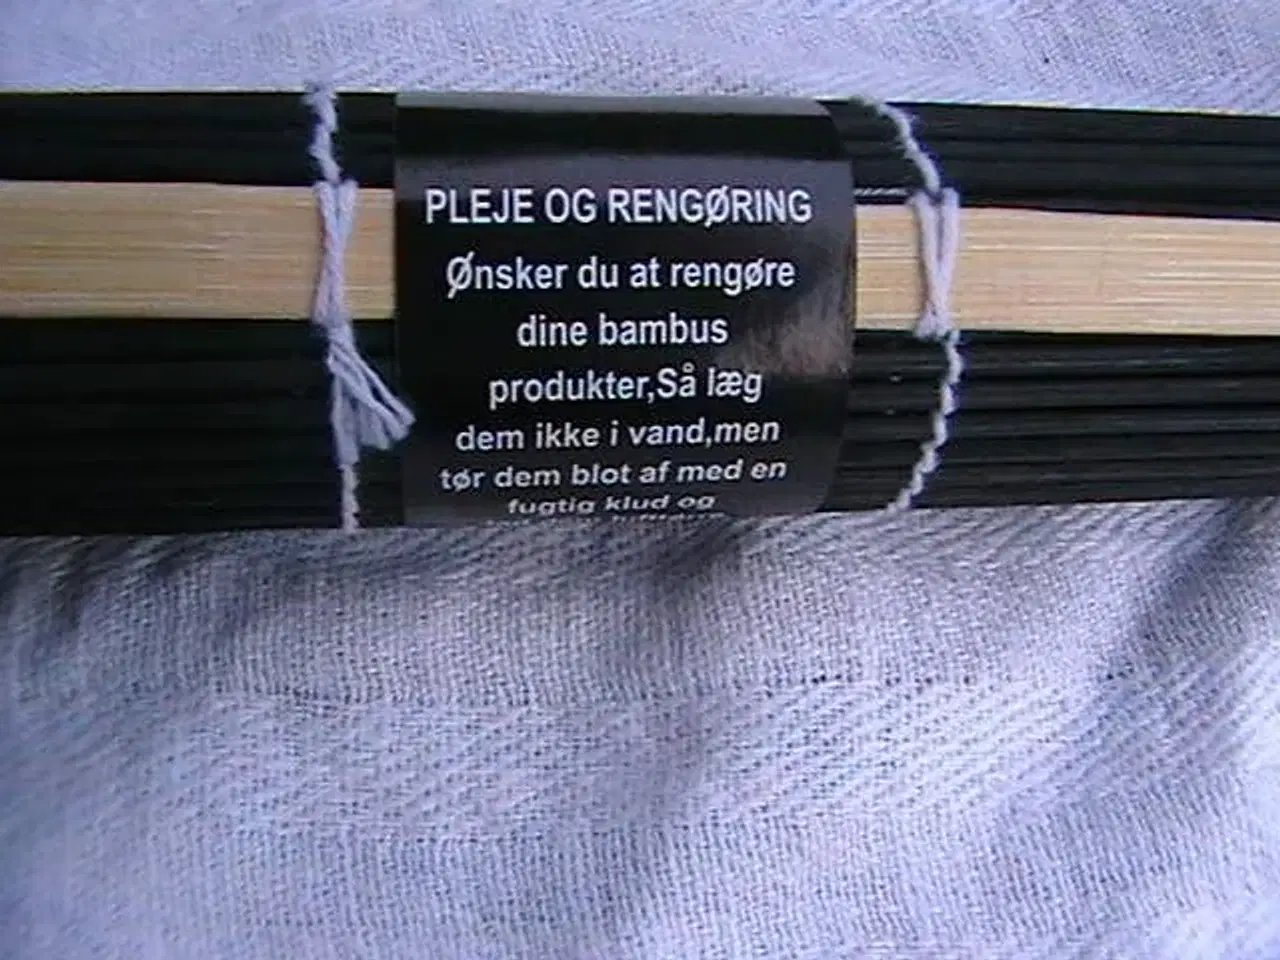 PLEJE OG RENGØRING
Ønsker du at rengøre
dine bambus
produkter,Så læg
dem ikke i vand,men
tør dem blot af med en
fugtig klud og